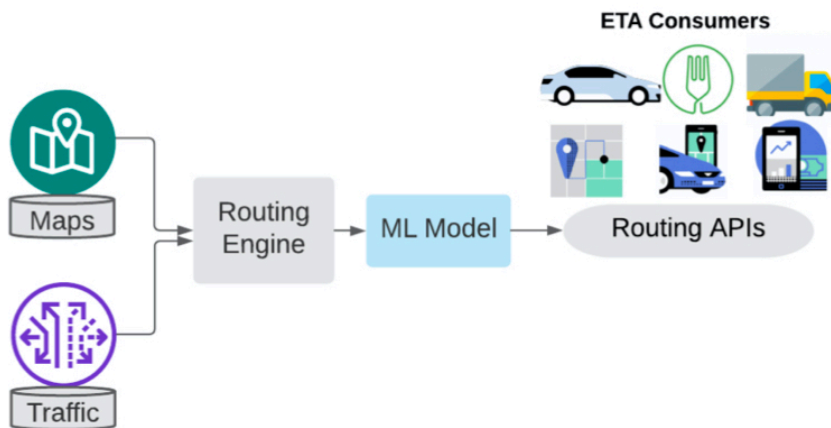 ETA Consumers
Maps
Routing
Engine
ML Model
Routing APIs
Traffic